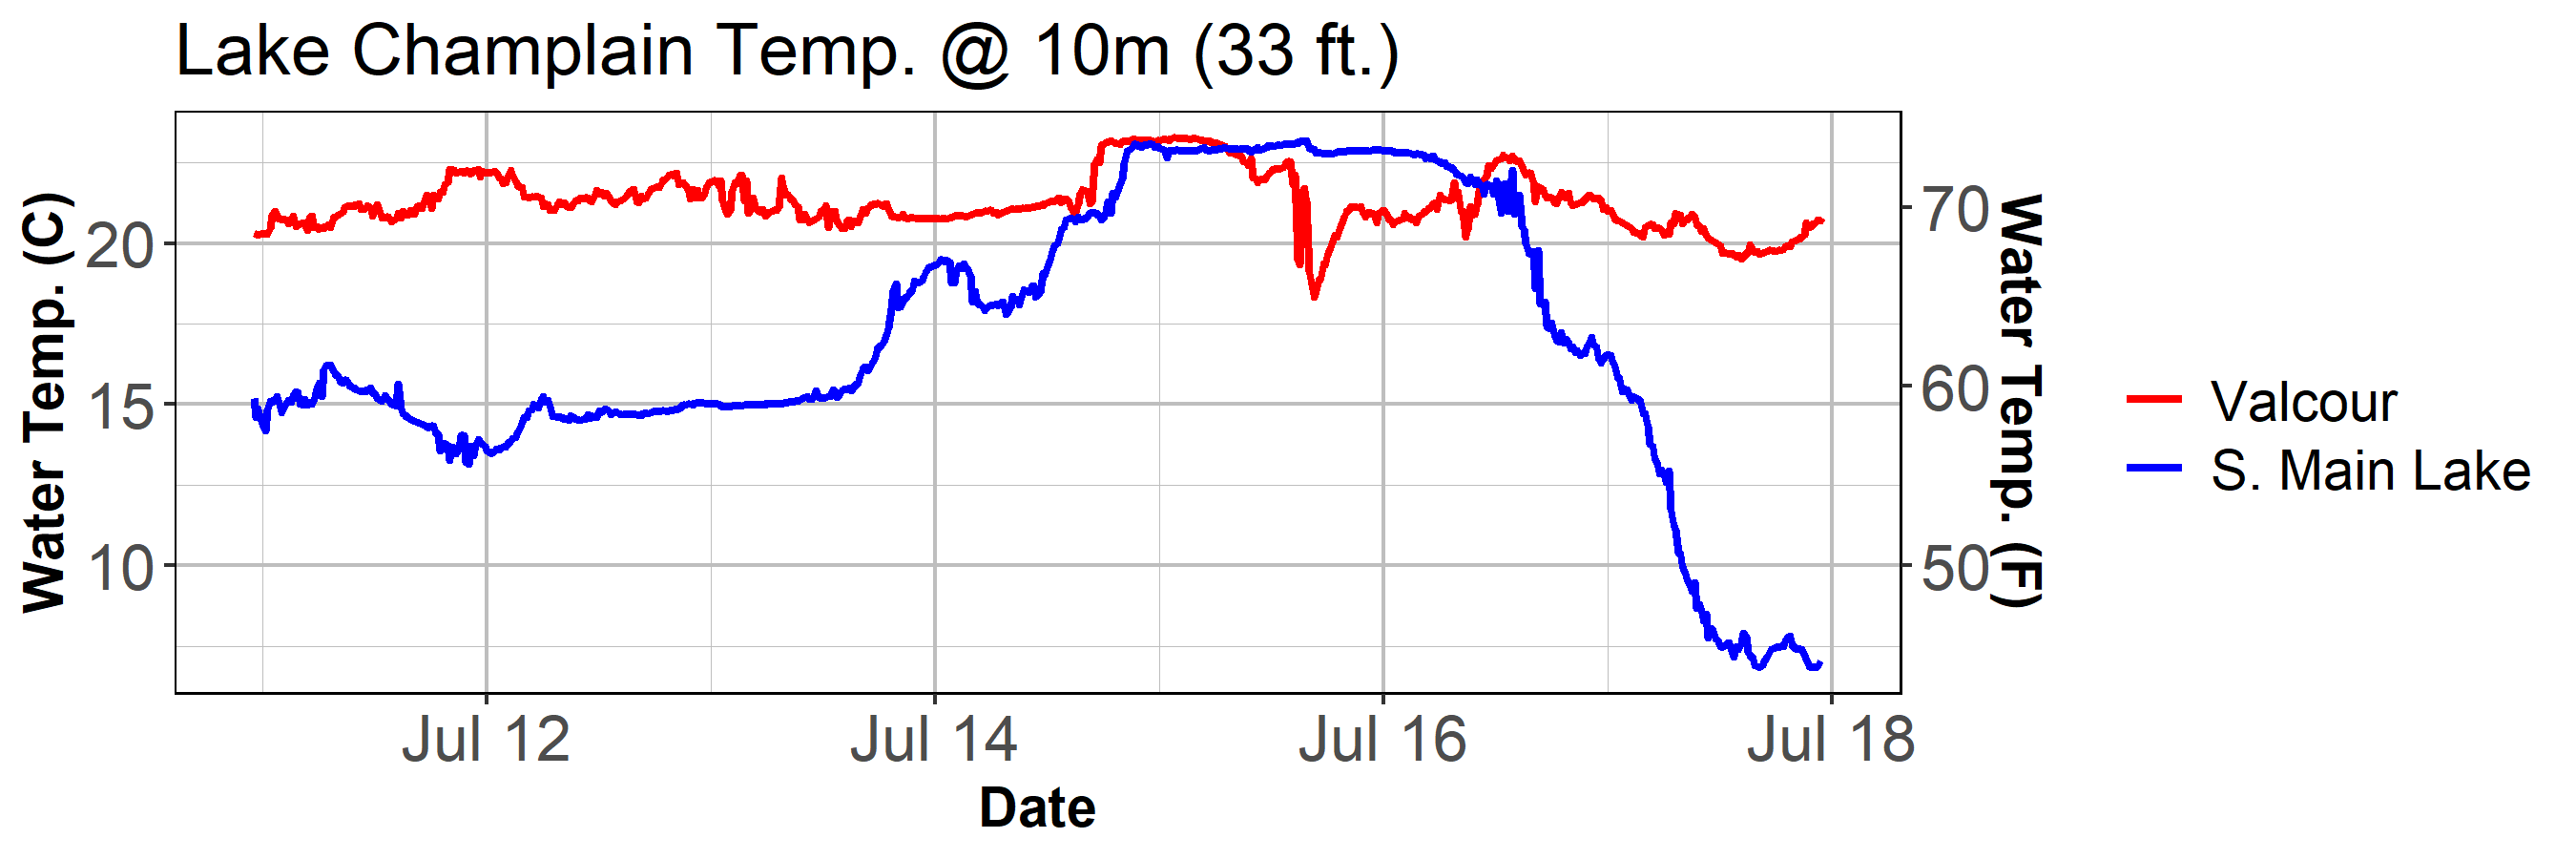 Lake Champlain Temp. @ 10m (33 ft.)
Water Temp. (C)
20
15
10
70
60
50
Water Temp. (F)
Valcour
S. Main Lake
Jul 12
Jul 14
Jul 16
Jul 18
Date